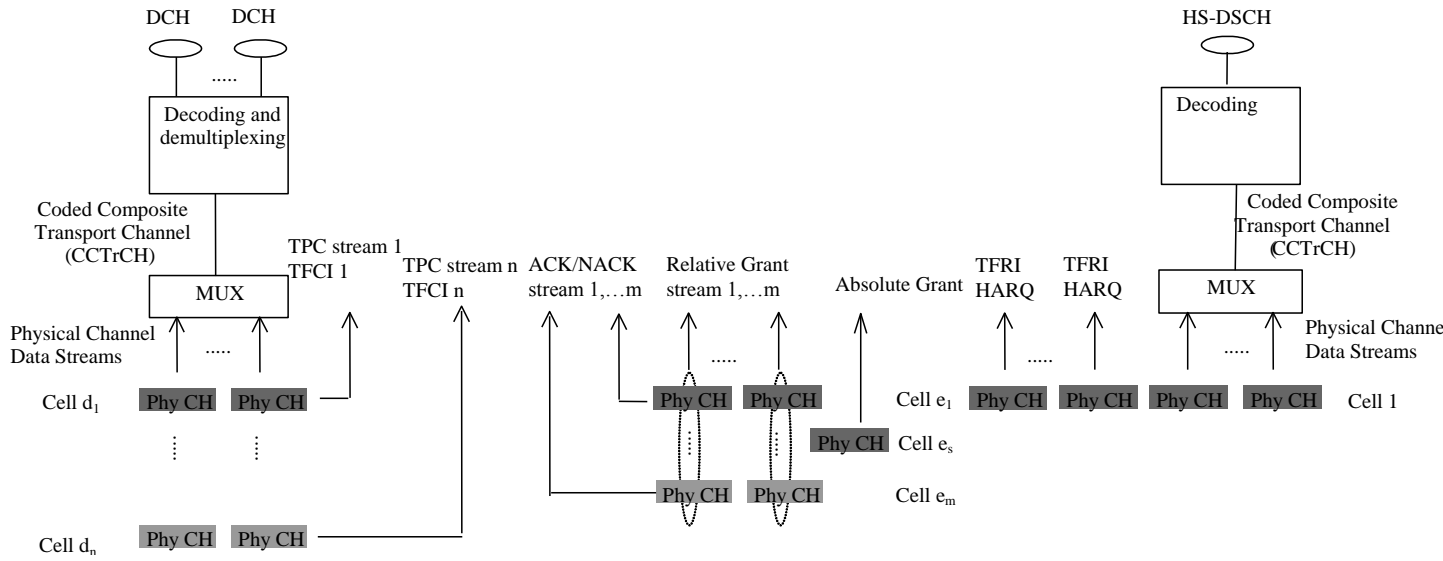 DCH
DCH
HS-DSCH
.....
Decoding and
demultiplexing
Decoding
Coded Composite
Transport Channel
(CCTrCH)
Coded Composite
Transport Channel
(CCTrCH)
TPC stream 1
TFCI 1
TPC stream n
TFCI n
ACK/NACK
stream 1,…m
Relative Grant
stream 1,…m
Absolute Grant
TFRI
HARQ
TFRI
HARQ
MUX
MUX
Physical Channel
Data Streams
.....
.....
.....
.....
Physical Channe
Data Streams
Cell d1
Phy CH
Phy CH
Phy CH
Phy CH
Cell e1
Phy CH
Phy CH
Phy CH
Phy CH
Cell 1
Phy CH
Cell es
Phy CH
Phy CH
Cell em
Cell dn
Phy CH
Phy CH